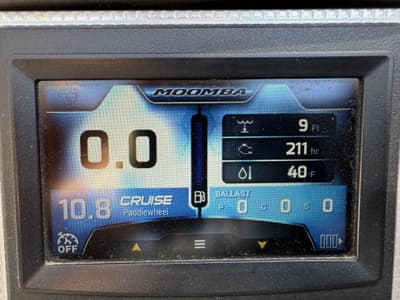 MOOMBA
0.0
9 Ft
211 hr
40 F
10.8 CRUISE
Paddlewheel
BALLAST
P 0 C 0 S 0
OFF